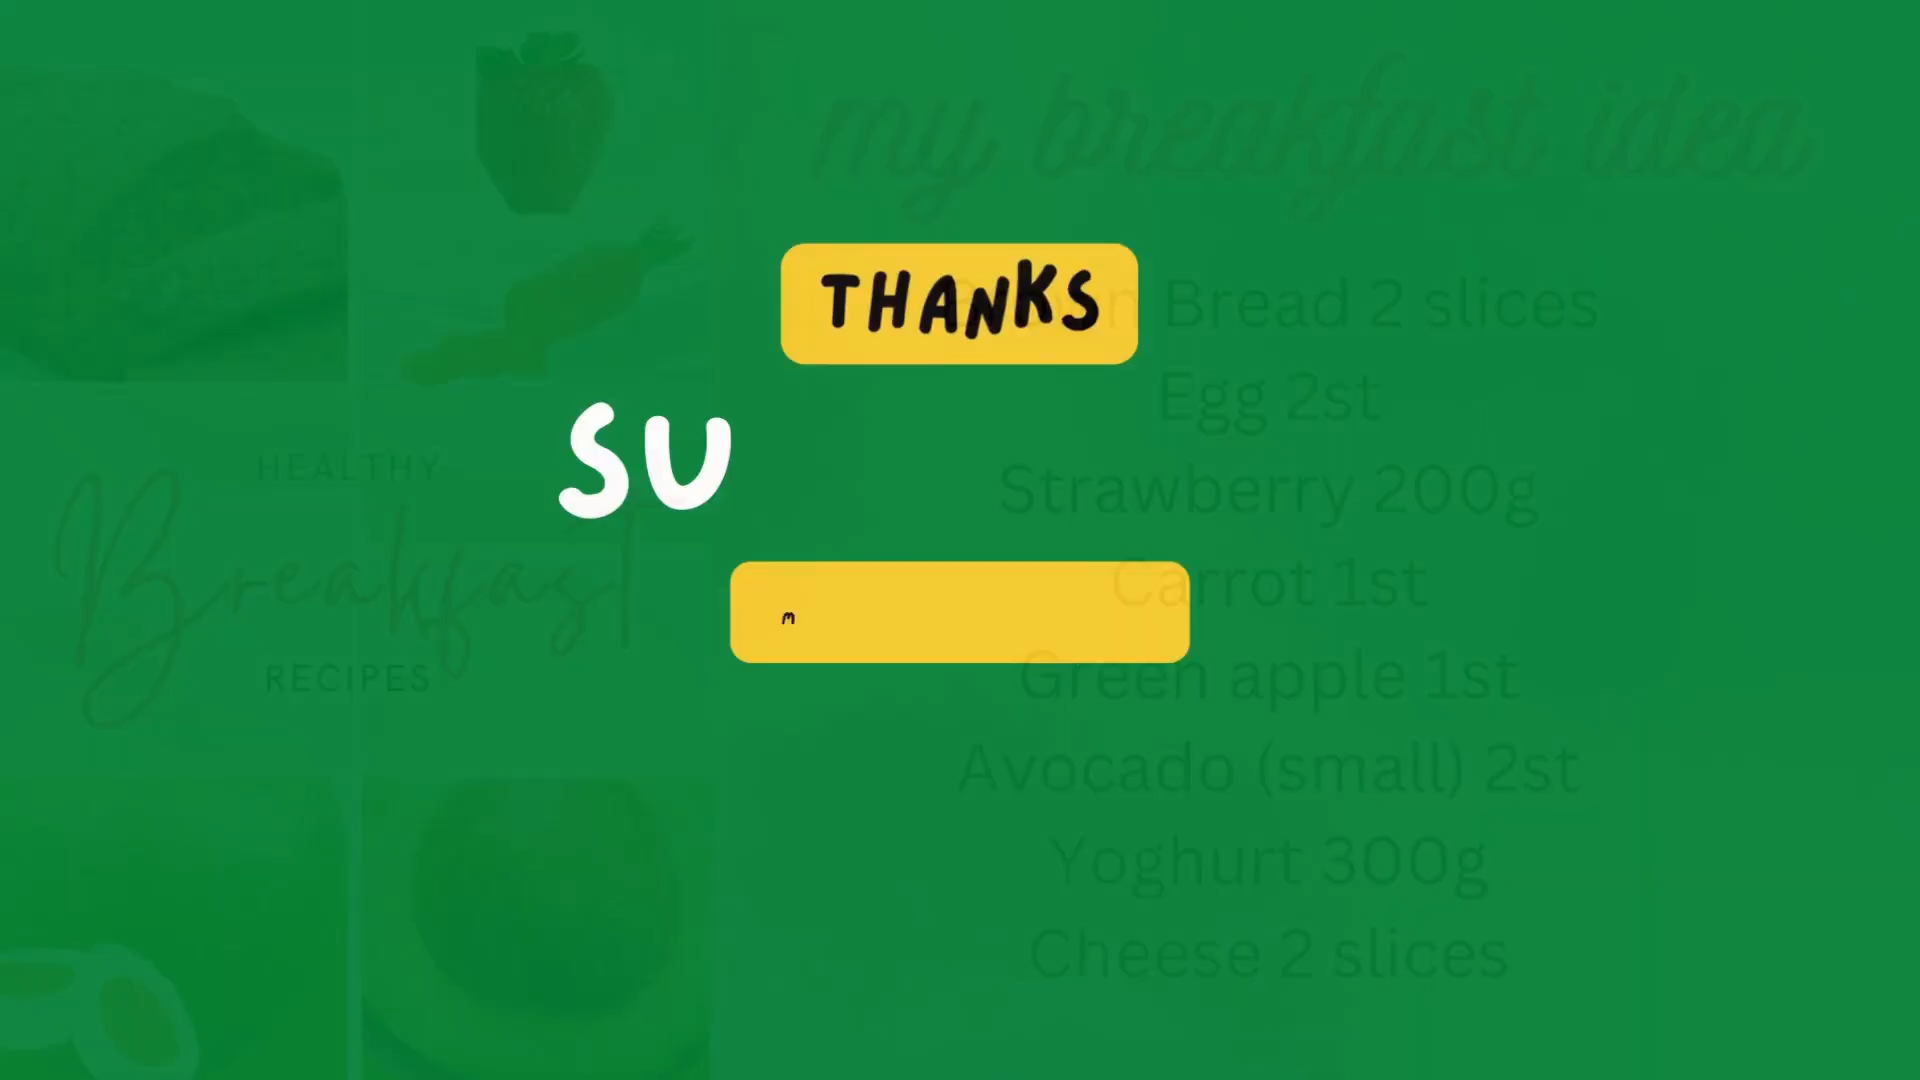 my breakfast idea
THANKS
Brown Bread 2 slices
Egg 2st
SU
Strawberry 200g
HEALTHY
Breakfast
RECIPES
Carrot 1st
m
Green apple 1st
Avocado (small) 2st
Yoghurt 300g
Cheese 2 slices